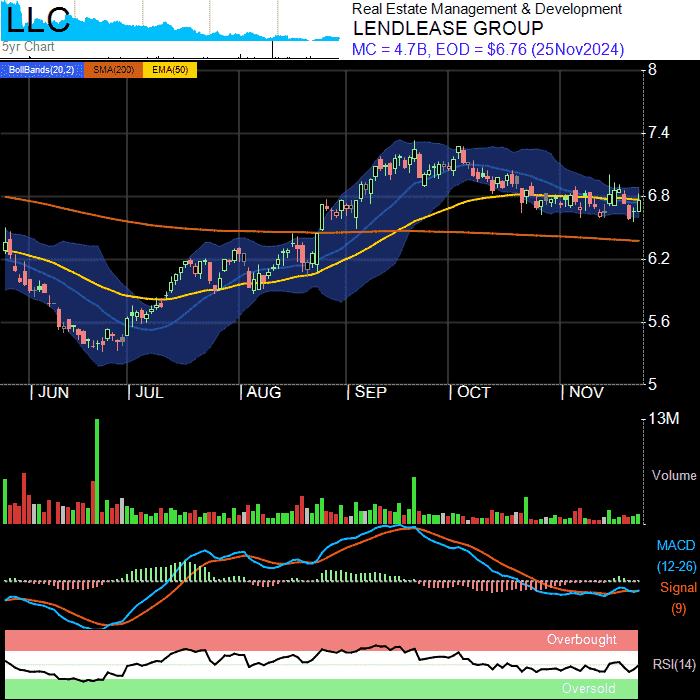 LLC
5yr Chart
Real Estate Management & Development
LENDLEASE GROUP
MC = 4.7B, EOD = $6.76 (25Nov2024)
BollBands(20,2) SMA(200) EMA(50)
8
7.4
6.8
6.2
5.6
5
| JUN | JUL | AUG | SEP | OCT | NOV
13M
Volume
MACD
(12-26)
Signal
(9)
Overbought
RSI(14)
Oversold